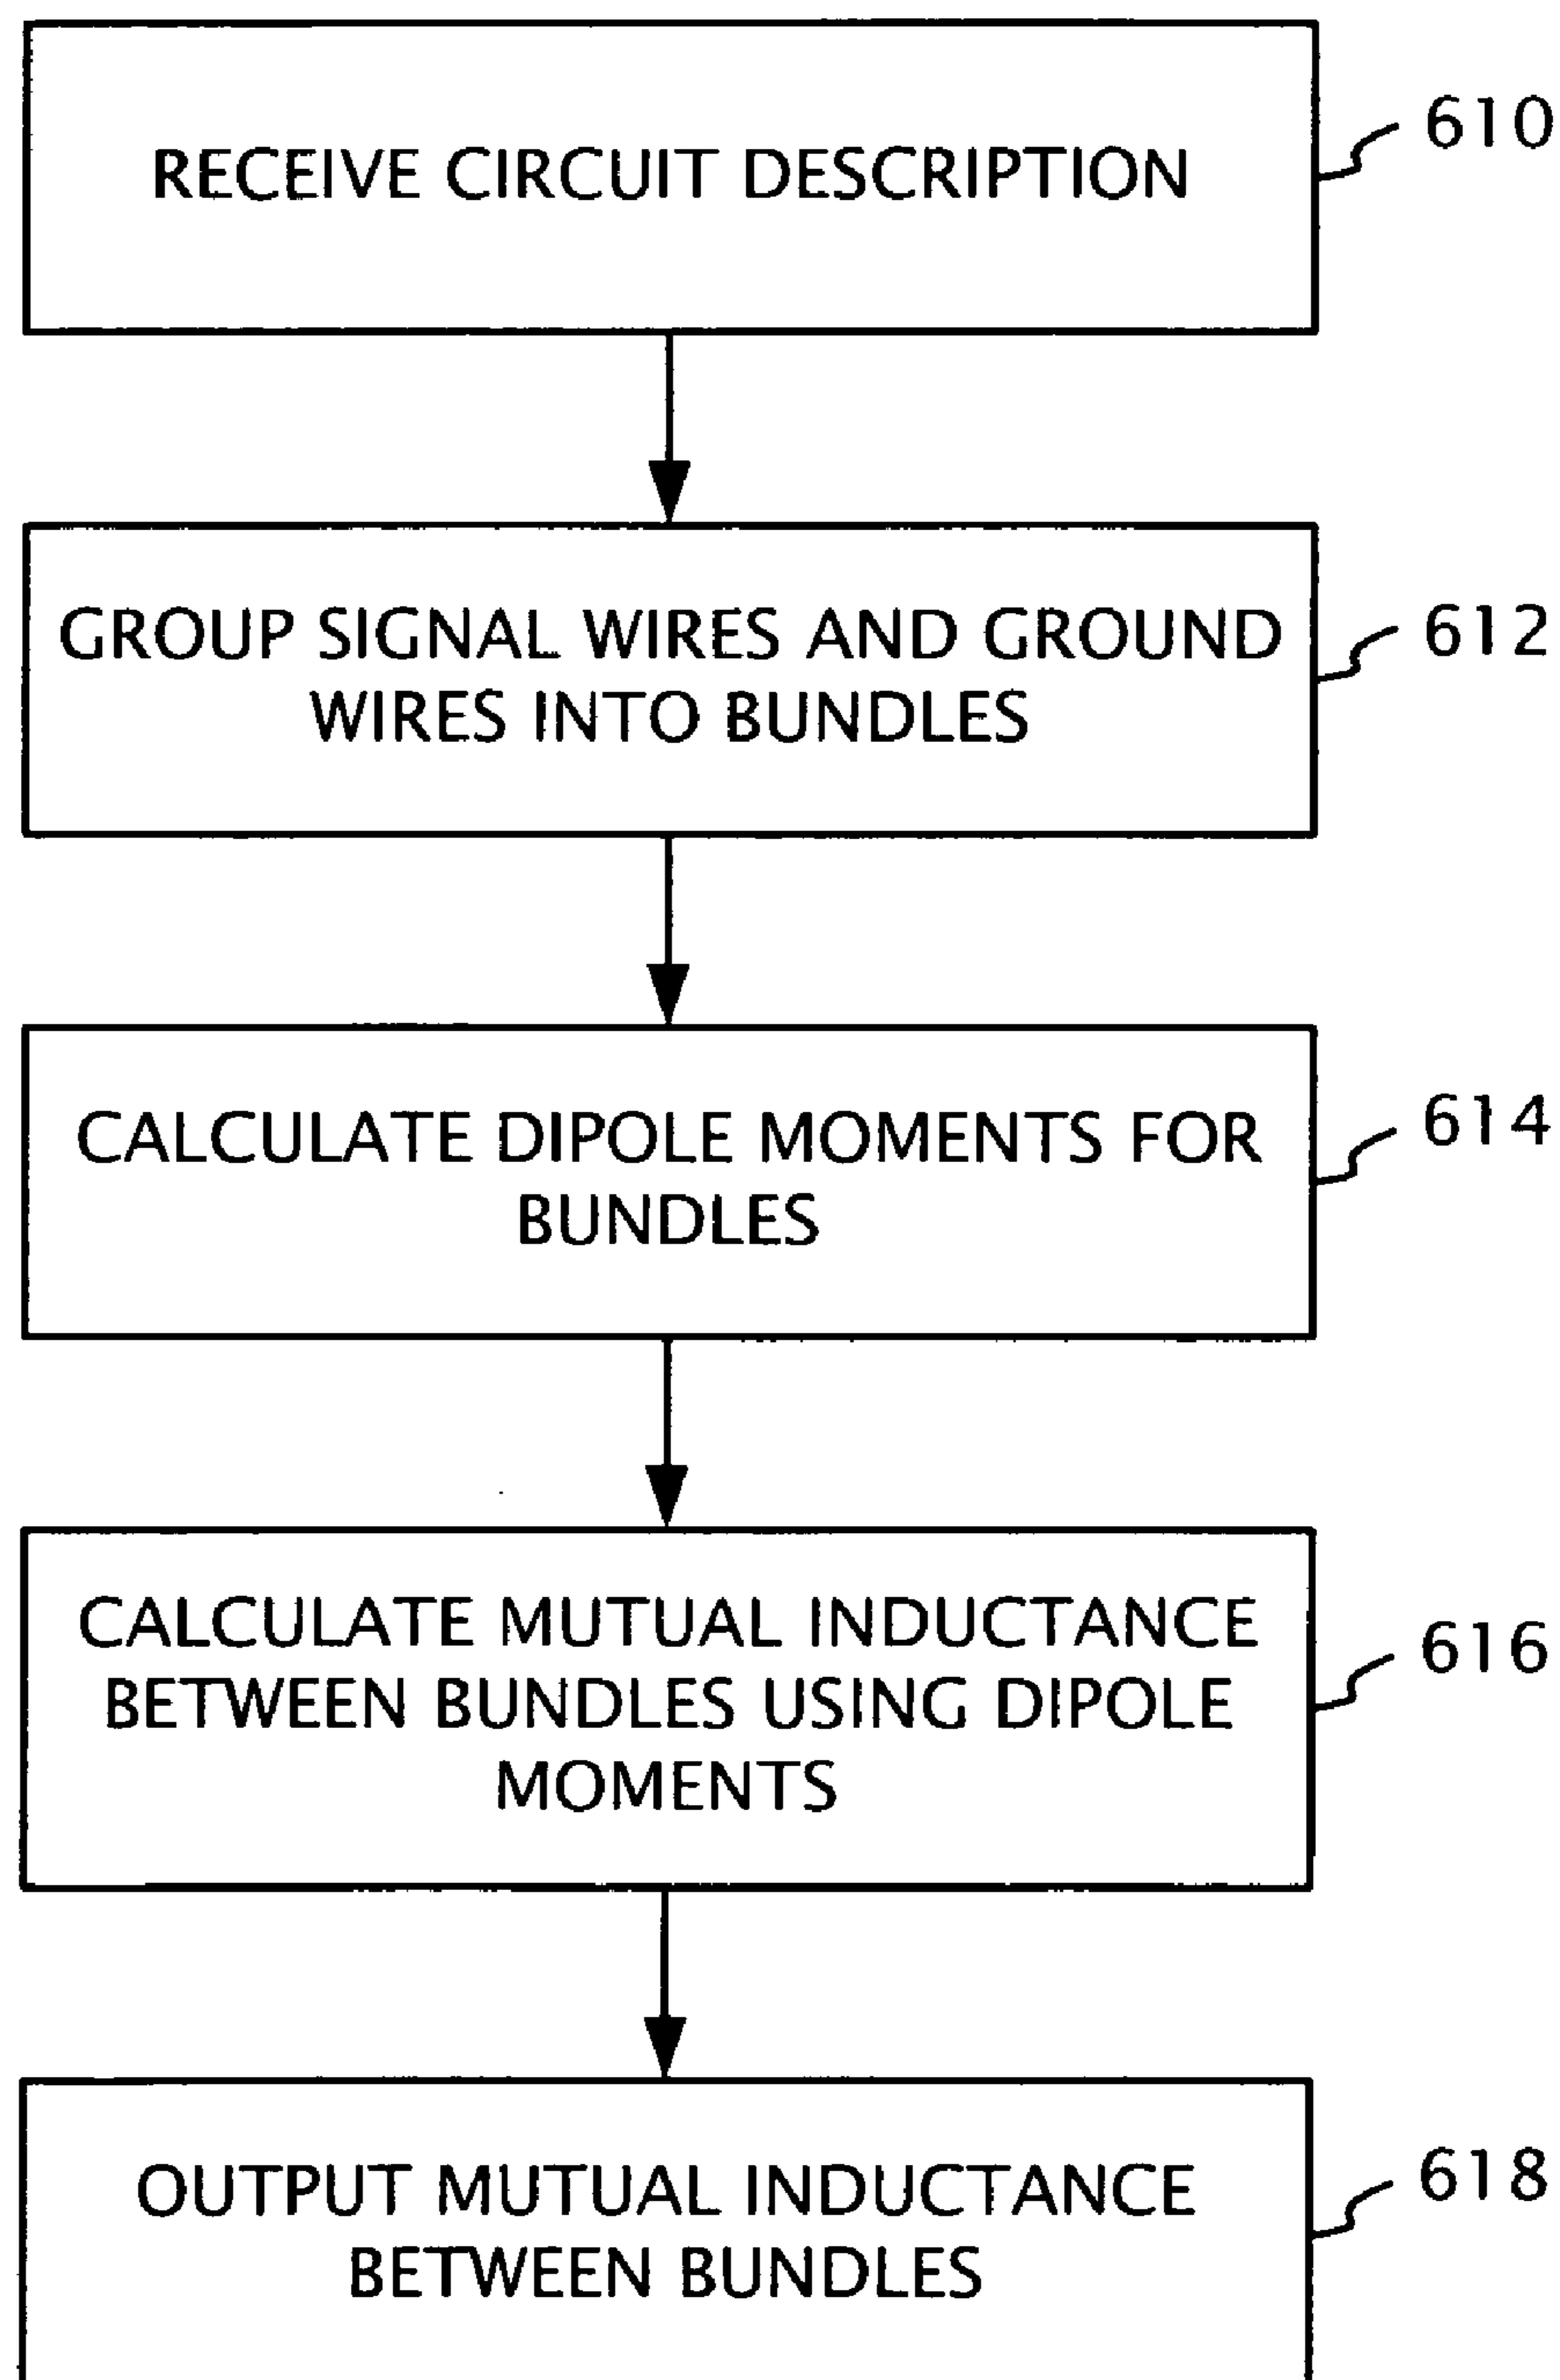 RECEIVE CIRCUIT DESCRIPTION
610
GROUP SIGNAL WIRES AND GROUND
WIRES INTO BUNDLES
612
CALCULATE DIPOLE MOMENTS FOR
BUNDLES
614
CALCULATE MUTUAL INDUCTANCE
BETWEEN BUNDLES USING DIPOLE
MOMENTS
616
OUTPUT MUTUAL INDUCTANCE
BETWEEN BUNDLES
618